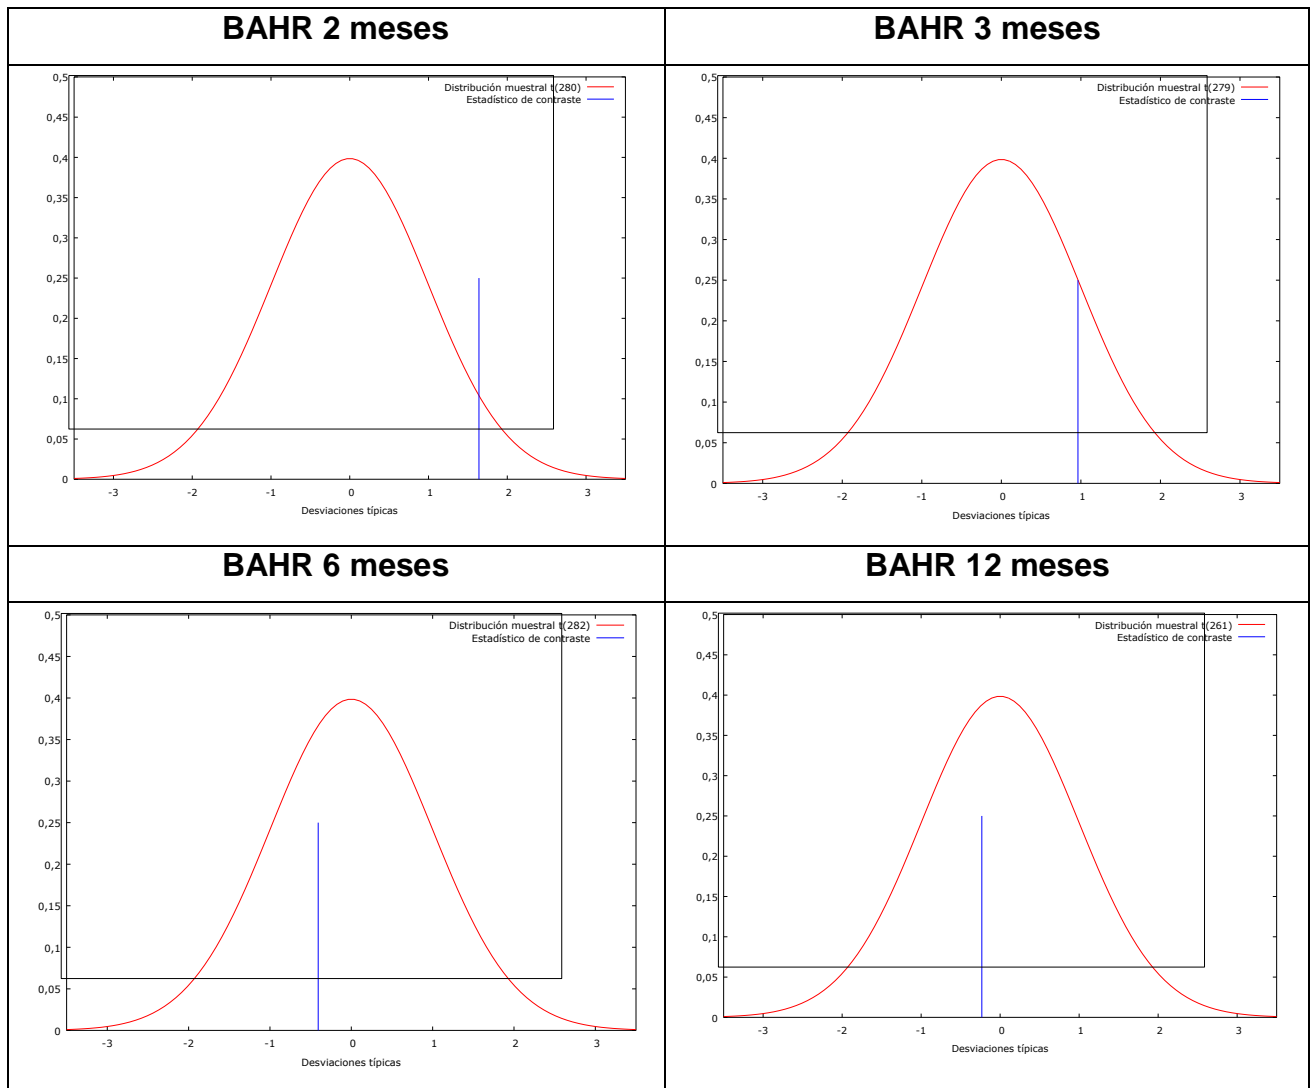 BAHR 2 meses
BAHR 3 meses
0,5
0,45
0,4
0,35
0,3
0,25
0,2
0,15
0,1
0,05
0
-3 -2 -1 0 1 2 3
Desviaciones típicas
Distribución muestral t(280)
Estadístico de contraste
0,5
0,45
0,4
0,35
0,3
0,25
0,2
0,15
0,1
0,05
0
-3 -2 -1 0 1 2 3
Desviaciones típicas
Distribución muestral t(279)
Estadístico de contraste
BAHR 6 meses
BAHR 12 meses
0,5
0,45
0,4
0,35
0,3
0,25
0,2
0,15
0,1
0,05
0
-3 -2 -1 0 1 2 3
Desviaciones típicas
Distribución muestral t(282)
Estadístico de contraste
0,5
0,45
0,4
0,35
0,3
0,25
0,2
0,15
0,1
0,05
0
-3 -2 -1 0 1 2 3
Desviaciones típicas
Distribución muestral t(261)
Estadístico de contraste